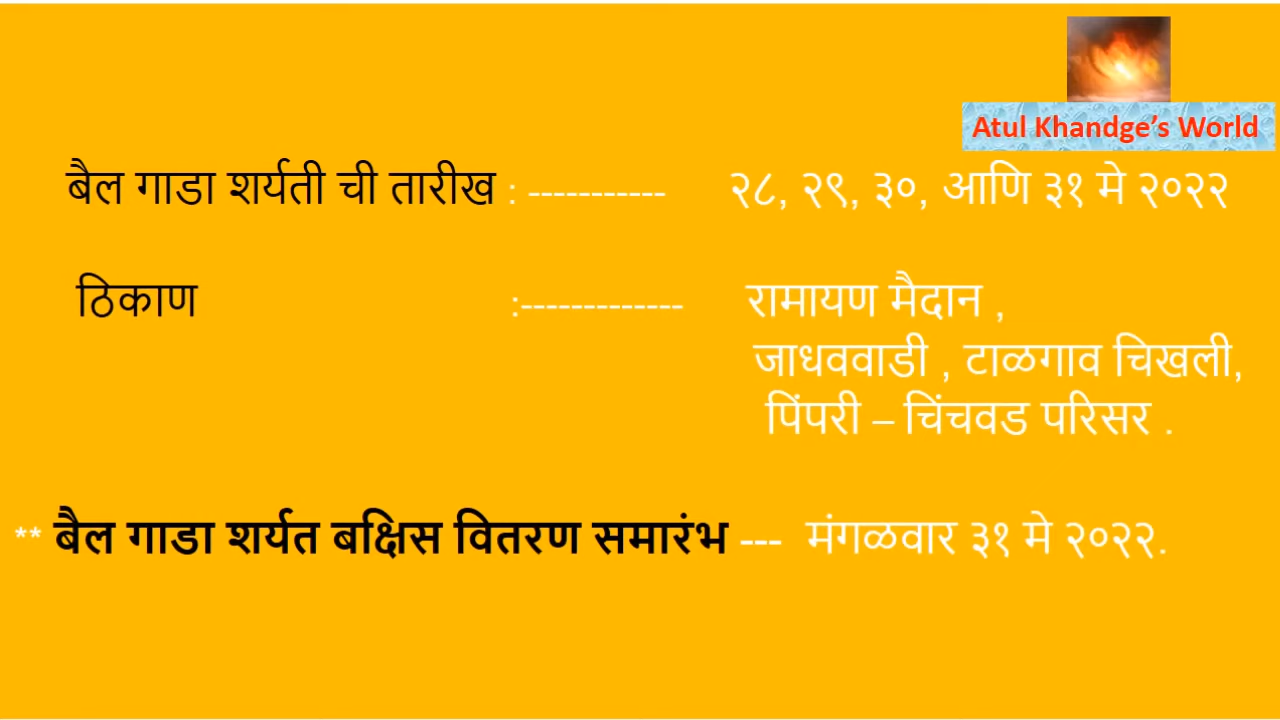 Atul Khandge’s World
बैल गाडा शर्यती ची तारीख : ----------- २८, २९, ३०, आणि ३१ मे २०२२
ठिकाण :------------- रामायण मैदान ,
जाधववाडी , टाळगाव चिखली,
पिंपरी – चिंचवड परिसर .
** बैल गाडा शर्यत बक्षिस वितरण समारंभ --- मंगळवार ३१ मे २०२२.